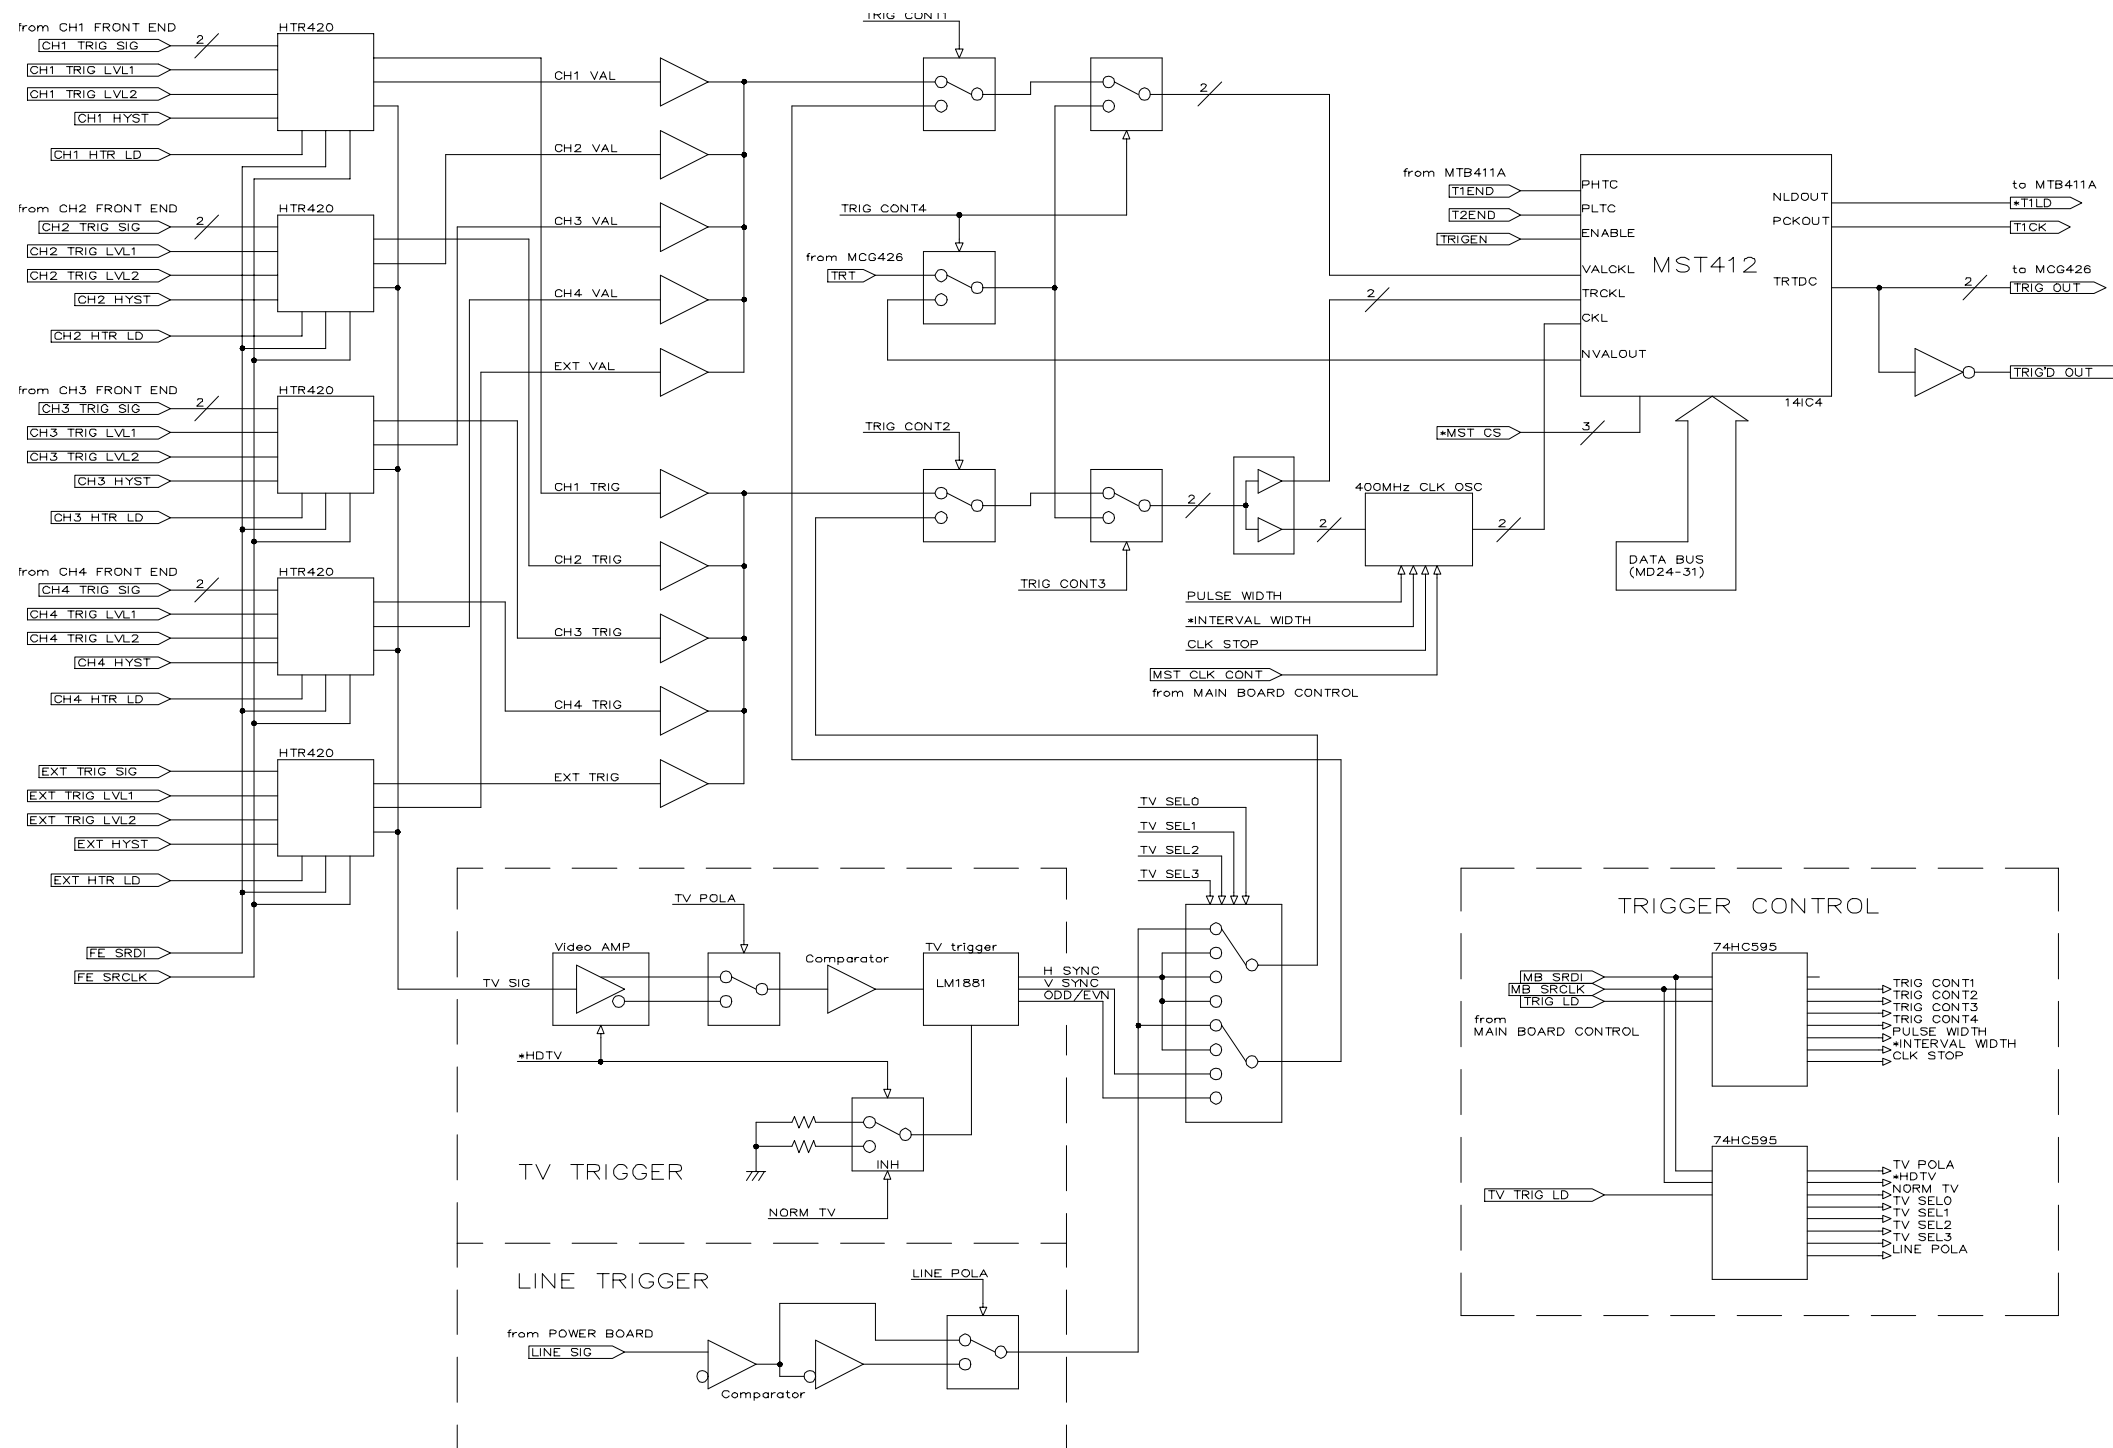 from CH1 FRONT END
HTR420
CH1 TRIG SIG
2
CH1 TRIG LVL1
CH1 TRIG LVL2
CH1 HYST
CH1 HTR LD
from CH2 FRONT END
HTR420
CH2 TRIG SIG
2
CH2 TRIG LVL1
CH2 TRIG LVL2
CH2 HYST
CH2 HTR LD
from CH3 FRONT END
HTR420
CH3 TRIG SIG
2
CH3 TRIG LVL1
CH3 TRIG LVL2
CH3 HYST
CH3 HTR LD
from CH4 FRONT END
HTR420
CH4 TRIG SIG
2
CH4 TRIG LVL1
CH4 TRIG LVL2
CH4 HYST
CH4 HTR LD
HTR420
EXT TRIG SIG
EXT TRIG LVL1
EXT TRIG LVL2
EXT HYST
EXT HTR LD
FE SRDI
FE SRCLK
CH1 VAL
CH2 VAL
CH3 VAL
CH4 VAL
EXT VAL
CH1 TRIG
CH2 TRIG
CH3 TRIG
CH4 TRIG
EXT TRIG
TRIG CONT1
2
TRIG CONT4
from MCG426
TRT
TRIG CONT2
TRIG CONT3
2
2
400MHz CLK OSC
2
2
PULSE WIDTH
*INTERVAL WIDTH
CLK STOP
MST CLK CONT
from MAIN BOARD CONTROL
from MTB411A
T1END
T2END
TRIGEN
PHTC
PLTC
ENABLE
VALCKL
TRCKL
CKL
NVALOUT
MST412
NLDOUT
PCKOUT
TRTDC
14IC4
to MTB411A
*T1LD
T1CK
to MCG426
2
TRIG OUT
TRIG'D OUT
*MST CS
3
DATA BUS
(MD24-31)
TV SEL0
TV SEL1
TV SEL2
TV SEL3
TV POLA
Video AMP
TV SIG
Comparator
TV trigger
LM1881
H SYNC
V SYNC
ODD/EVN
*HDTV
INH
NORM TV
TV TRIGGER
LINE TRIGGER
LINE POLA
from POWER BOARD
LINE SIG
Comparator
TRIGGER CONTROL
74HC595
MB SRDI
MB SRCLK
TRIG LD
from
MAIN BOARD CONTROL
TRIG CONT1
TRIG CONT2
TRIG CONT3
TRIG CONT4
PULSE WIDTH
*INTERVAL WIDTH
CLK STOP
74HC595
TV TRIG LD
TV POLA
*HDTV
NORM TV
TV SEL0
TV SEL1
TV SEL2
TV SEL3
LINE POLA